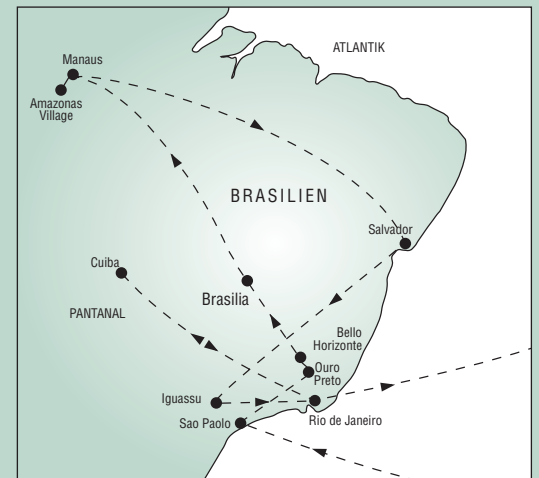 ATLANTIK
Manaus
Amazonas
Village
BRASILIEN
Salvador
Cuiba
Brasilia
PANTANAL
Bello
Horizonte
Ouro
Preto
Iguassu
Rio de Janeiro
Sao Paolo